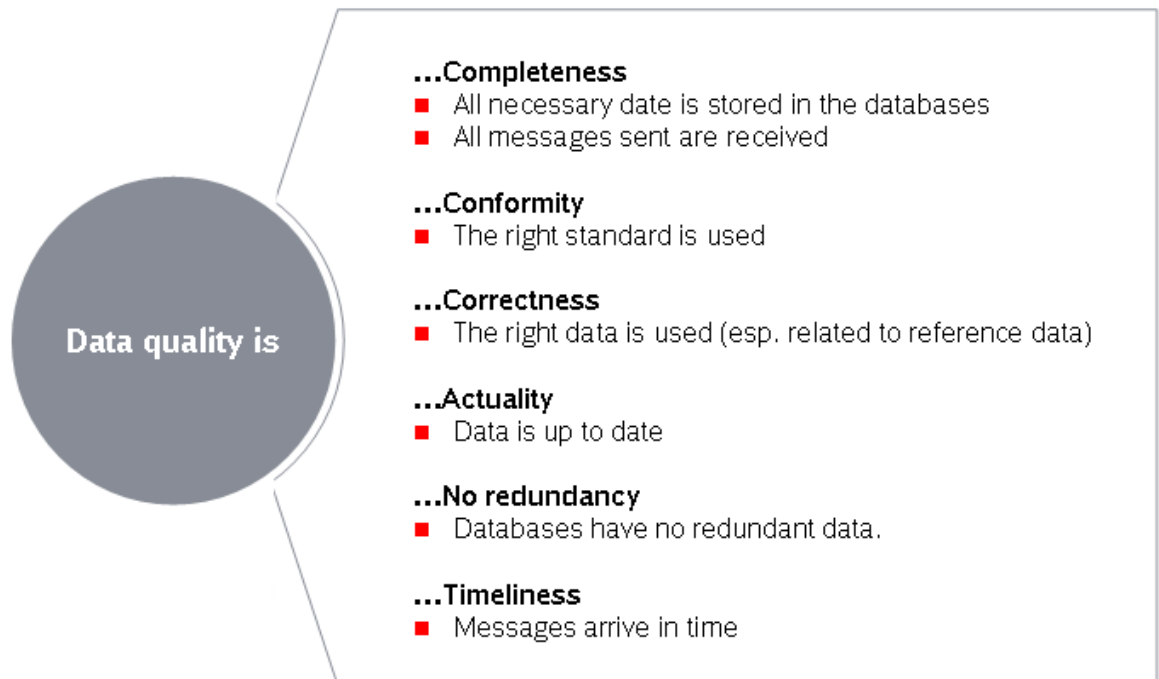 Data quality is
...Completeness
All necessary date is stored in the databases
All messages sent are received
...Conformity
The right standard is used
...Correctness
The right data is used (esp. related to reference data)
...Actuality
Data is up to date
...No redundancy
Databases have no redundant data.
...Timeliness
Messages arrive in time